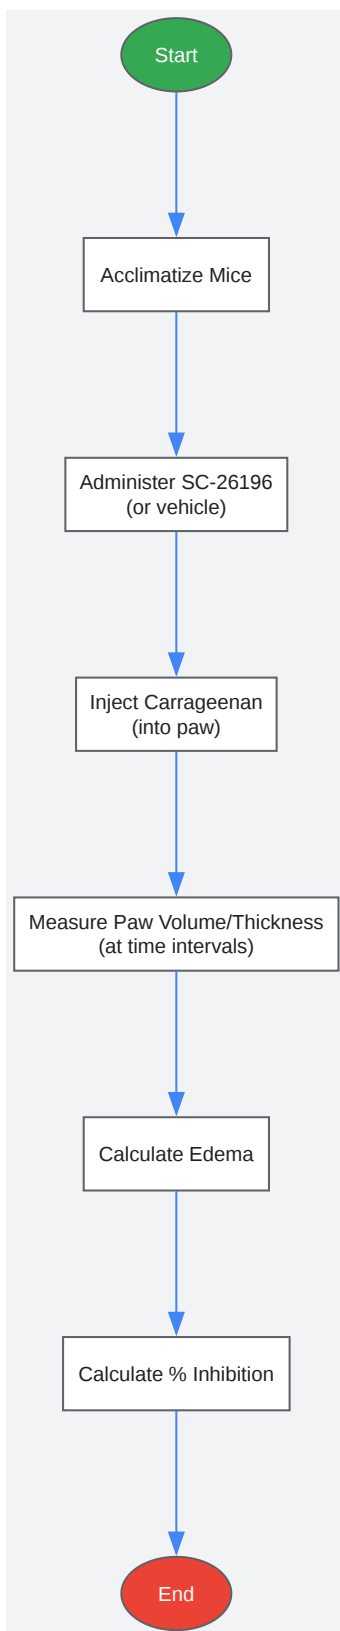 Start
Acclimatize Mice
Administer SC-26196
(or vehicle)
Inject Carrageenan
(into paw)
Measure Paw Volume/Thickness
(at time intervals)
Calculate Edema
Calculate % Inhibition
End